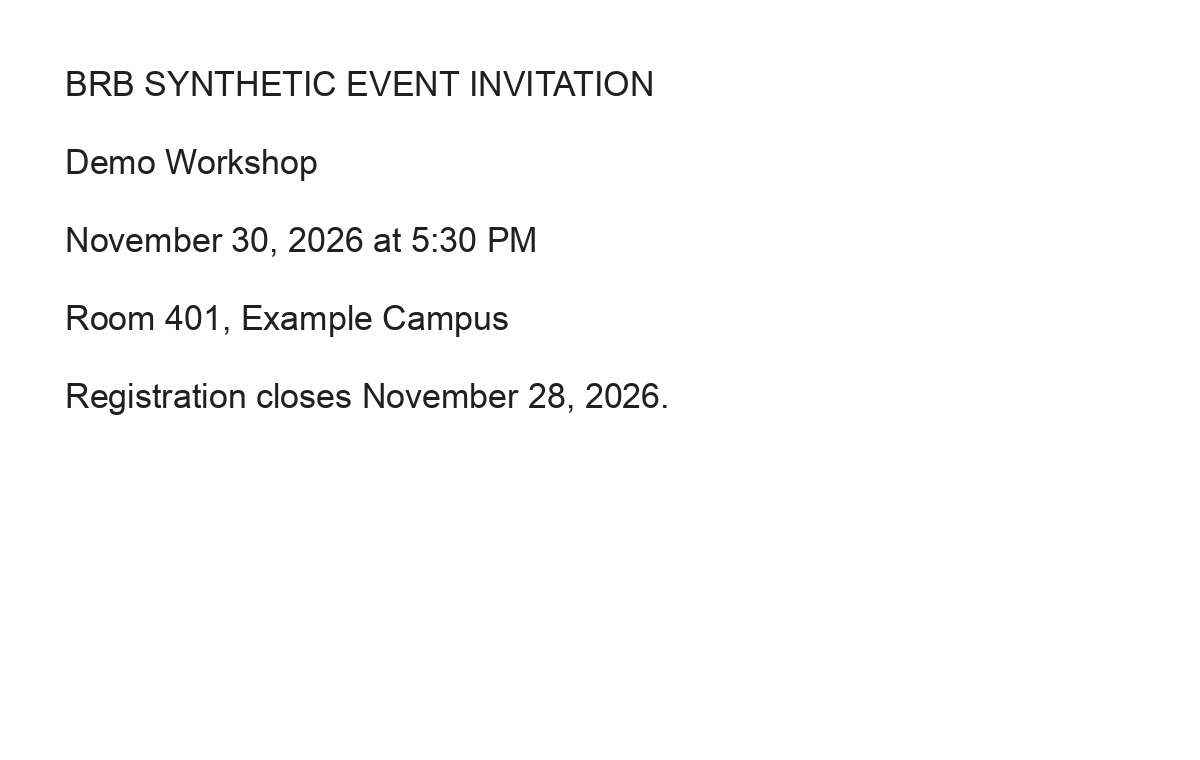 BRB SYNTHETIC EVENT INVITATION
Demo Workshop
November 30, 2026 at 5:30 PM
Room 401, Example Campus
Registration closes November 28, 2026.